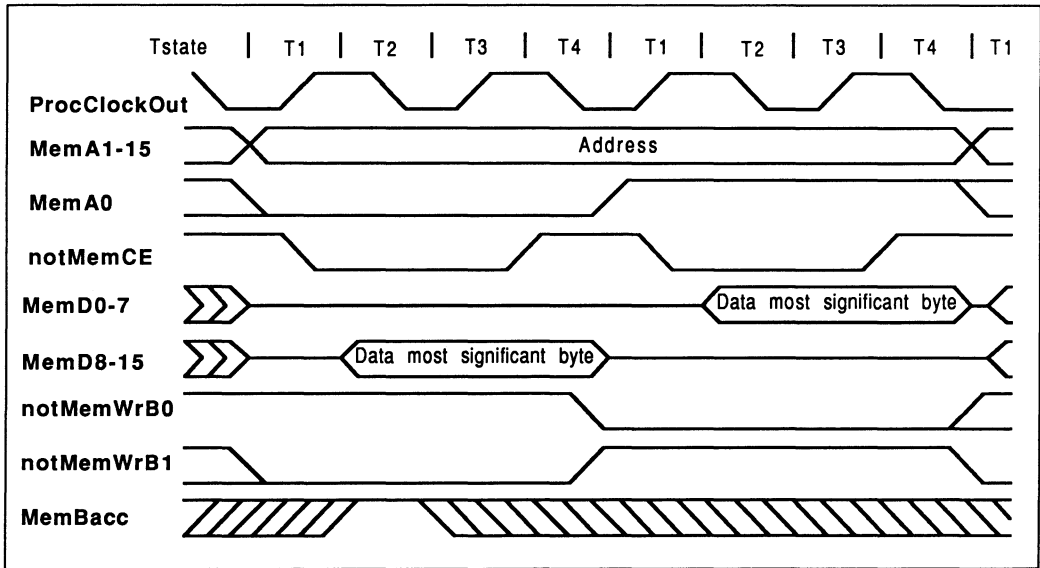 Tstate | T1 | T2 | T3 | T4 | T1 | T2 | T3 | T4 | T1
ProcClockOut
MemA1-15 Address
MemA0
notMemCE
MemD0-7 Data most significant byte
MemD8-15 Data most significant byte
notMemWrB0
notMemWrB1
MemBacc